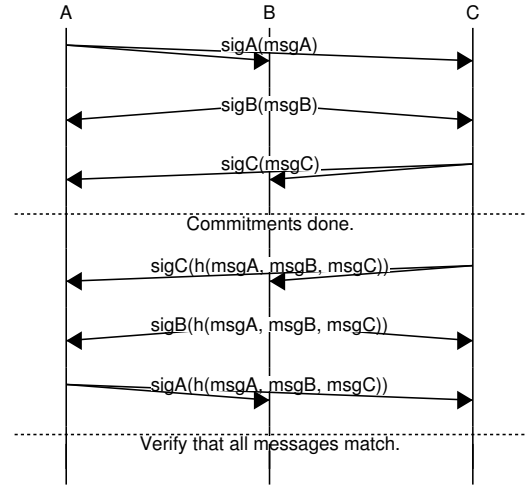 A B C
sigA(msgA)
sigB(msgB)
sigC(msgC)
Commitments done.
sigC(h(msgA, msgB, msgC))
sigB(h(msgA, msgB, msgC))
sigA(h(msgA, msgB, msgC))
Verify that all messages match.